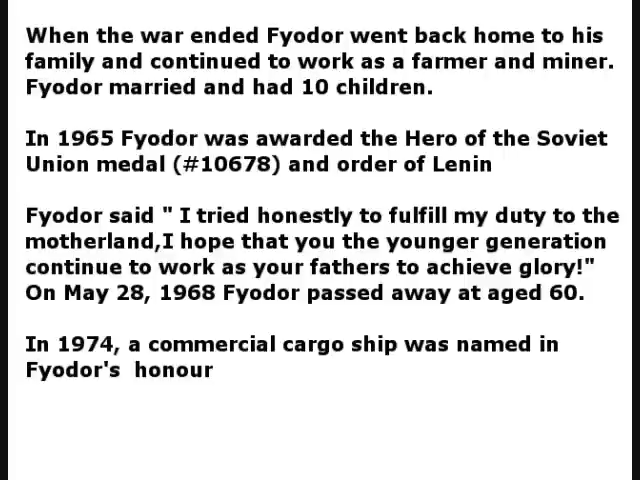 When the war ended Fyodor went back home to his
family and continued to work as a farmer and miner.
Fyodor married and had 10 children.
In 1965 Fyodor was awarded the Hero of the Soviet
Union medal (#10678) and order of Lenin
Fyodor said " I tried honestly to fulfill my duty to the
motherland,I hope that you the younger generation
continue to work as your fathers to achieve glory!"
On May 28, 1968 Fyodor passed away at aged 60.
In 1974, a commercial cargo ship was named in
Fyodor's  honour